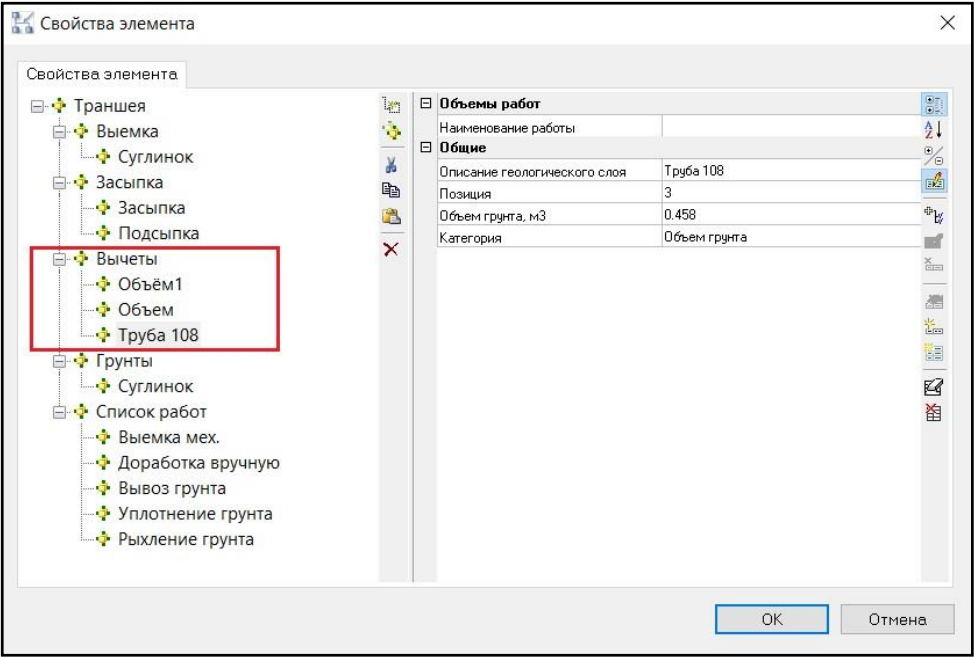 Свойства элемента
Свойства элемента
Траншея
Выемка
Суглинок
Засыпка
Засыпка
Подсыпка
Вычеты
Объём1
Объем
Труба 108
Грунты
Суглинок
Список работ
Выемка мех.
Доработка вручную
Вывоз грунта
Уплотнение грунта
Рыхление грунта
Объемы работ
Наименование работы
Общие
Описание геологического слоя Труба 108
Позиция 3
Объем грунта, м3 0.458
Категория Объем грунта
OK Отмена